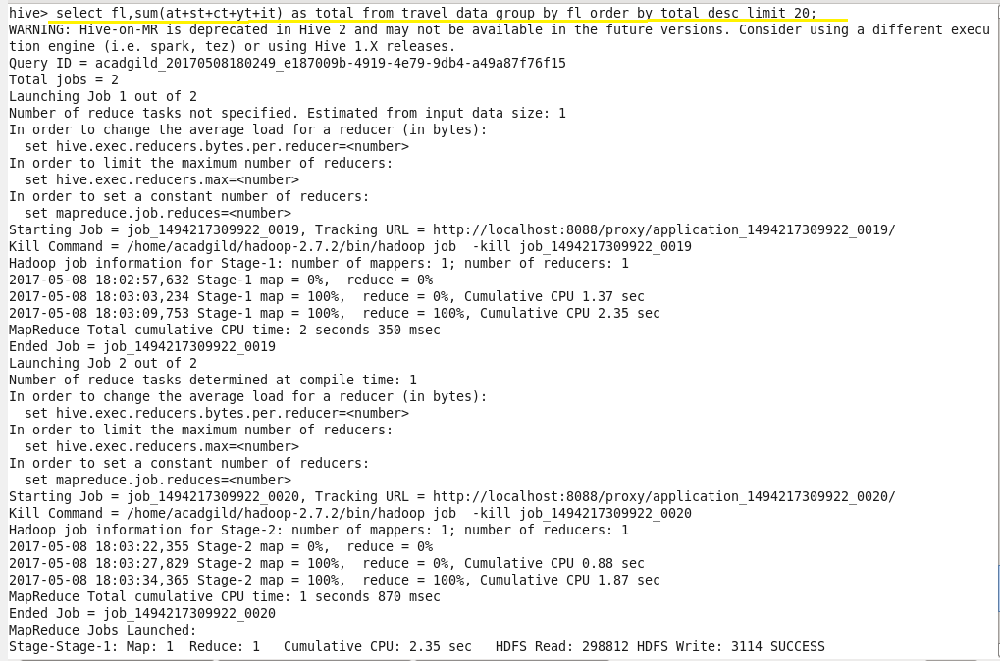 hive> select fl,sum(at+st+ct+yt+it) as total from travel_data group by fl order by total desc limit 20;
WARNING: Hive-on-MR is deprecated in Hive 2 and may not be available in the future versions. Consider using a different execu
tion engine (i.e. spark, tez) or using Hive 1.X releases.
Query ID = acadgild_20170508180249_e187009b-4919-4e79-9db4-a49a87f76f15
Total jobs = 2
Launching Job 1 out of 2
Number of reduce tasks not specified. Estimated from input data size: 1
In order to change the average load for a reducer (in bytes):
  set hive.exec.reducers.bytes.per.reducer=<number>
In order to limit the maximum number of reducers:
  set hive.exec.reducers.max=<number>
In order to set a constant number of reducers:
  set mapreduce.job.reduces=<number>
Starting Job = job_1494217309922_0019, Tracking URL = http://localhost:8088/proxy/application_1494217309922_0019/
Kill Command = /home/acadgild/hadoop-2.7.2/bin/hadoop job  -kill job_1494217309922_0019
Hadoop job information for Stage-1: number of mappers: 1; number of reducers: 1
2017-05-08 18:02:57,632 Stage-1 map = 0%,  reduce = 0%
2017-05-08 18:03:03,234 Stage-1 map = 100%,  reduce = 0%, Cumulative CPU 1.37 sec
2017-05-08 18:03:09,753 Stage-1 map = 100%,  reduce = 100%, Cumulative CPU 2.35 sec
MapReduce Total cumulative CPU time: 2 seconds 350 msec
Ended Job = job_1494217309922_0019
Launching Job 2 out of 2
Number of reduce tasks determined at compile time: 1
In order to change the average load for a reducer (in bytes):
  set hive.exec.reducers.bytes.per.reducer=<number>
In order to limit the maximum number of reducers:
  set hive.exec.reducers.max=<number>
In order to set a constant number of reducers:
  set mapreduce.job.reduces=<number>
Starting Job = job_1494217309922_0020, Tracking URL = http://localhost:8088/proxy/application_1494217309922_0020/
Kill Command = /home/acadgild/hadoop-2.7.2/bin/hadoop job  -kill job_1494217309922_0020
Hadoop job information for Stage-2: number of mappers: 1; number of reducers: 1
2017-05-08 18:03:22,355 Stage-2 map = 0%,  reduce = 0%
2017-05-08 18:03:27,829 Stage-2 map = 100%,  reduce = 0%, Cumulative CPU 0.88 sec
2017-05-08 18:03:34,365 Stage-2 map = 100%,  reduce = 100%, Cumulative CPU 1.87 sec
MapReduce Total cumulative CPU time: 1 seconds 870 msec
Ended Job = job_1494217309922_0020
MapReduce Jobs Launched:
Stage-Stage-1: Map: 1  Reduce: 1   Cumulative CPU: 2.35 sec   HDFS Read: 298812 HDFS Write: 3114 SUCCESS